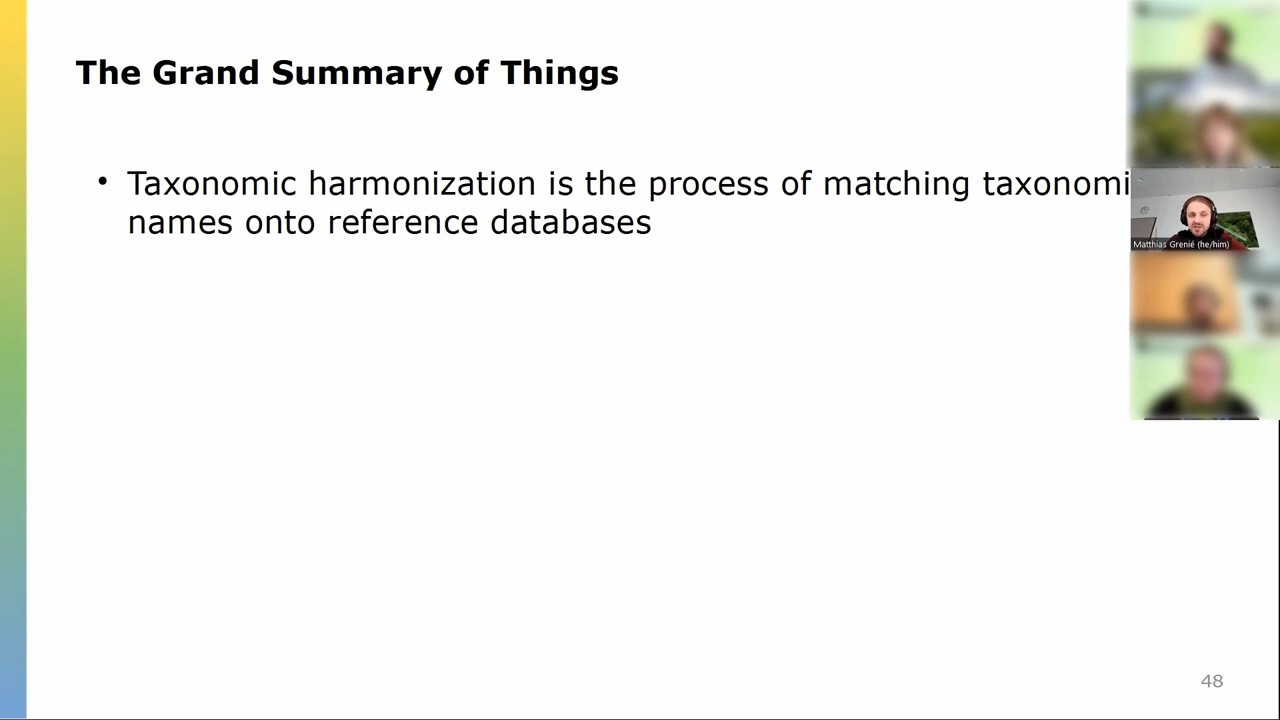 The Grand Summary of Things
• Taxonomic harmonization is the process of matching taxonomi
names onto reference databases
Matthias Grenié (he/him)
48